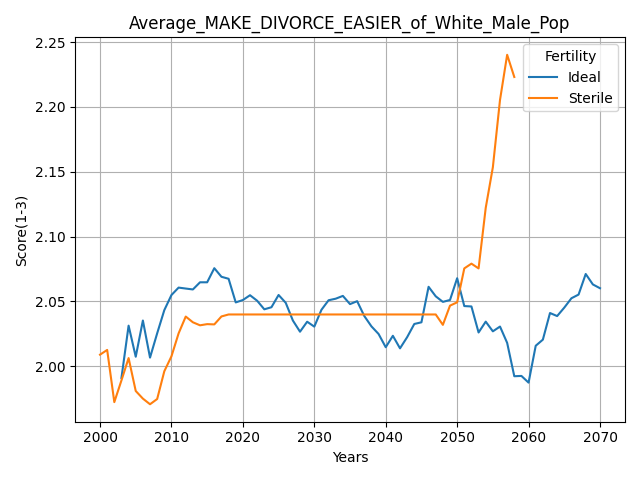 Average_MAKE_DIVORCE_EASIER_of_White_Male_Pop
Fertility
Ideal
Sterile
2.25
2.20
2.15
2.10
2.05
2.00
Score(1-3)
2000 2010 2020 2030 2040 2050 2060 2070
Years